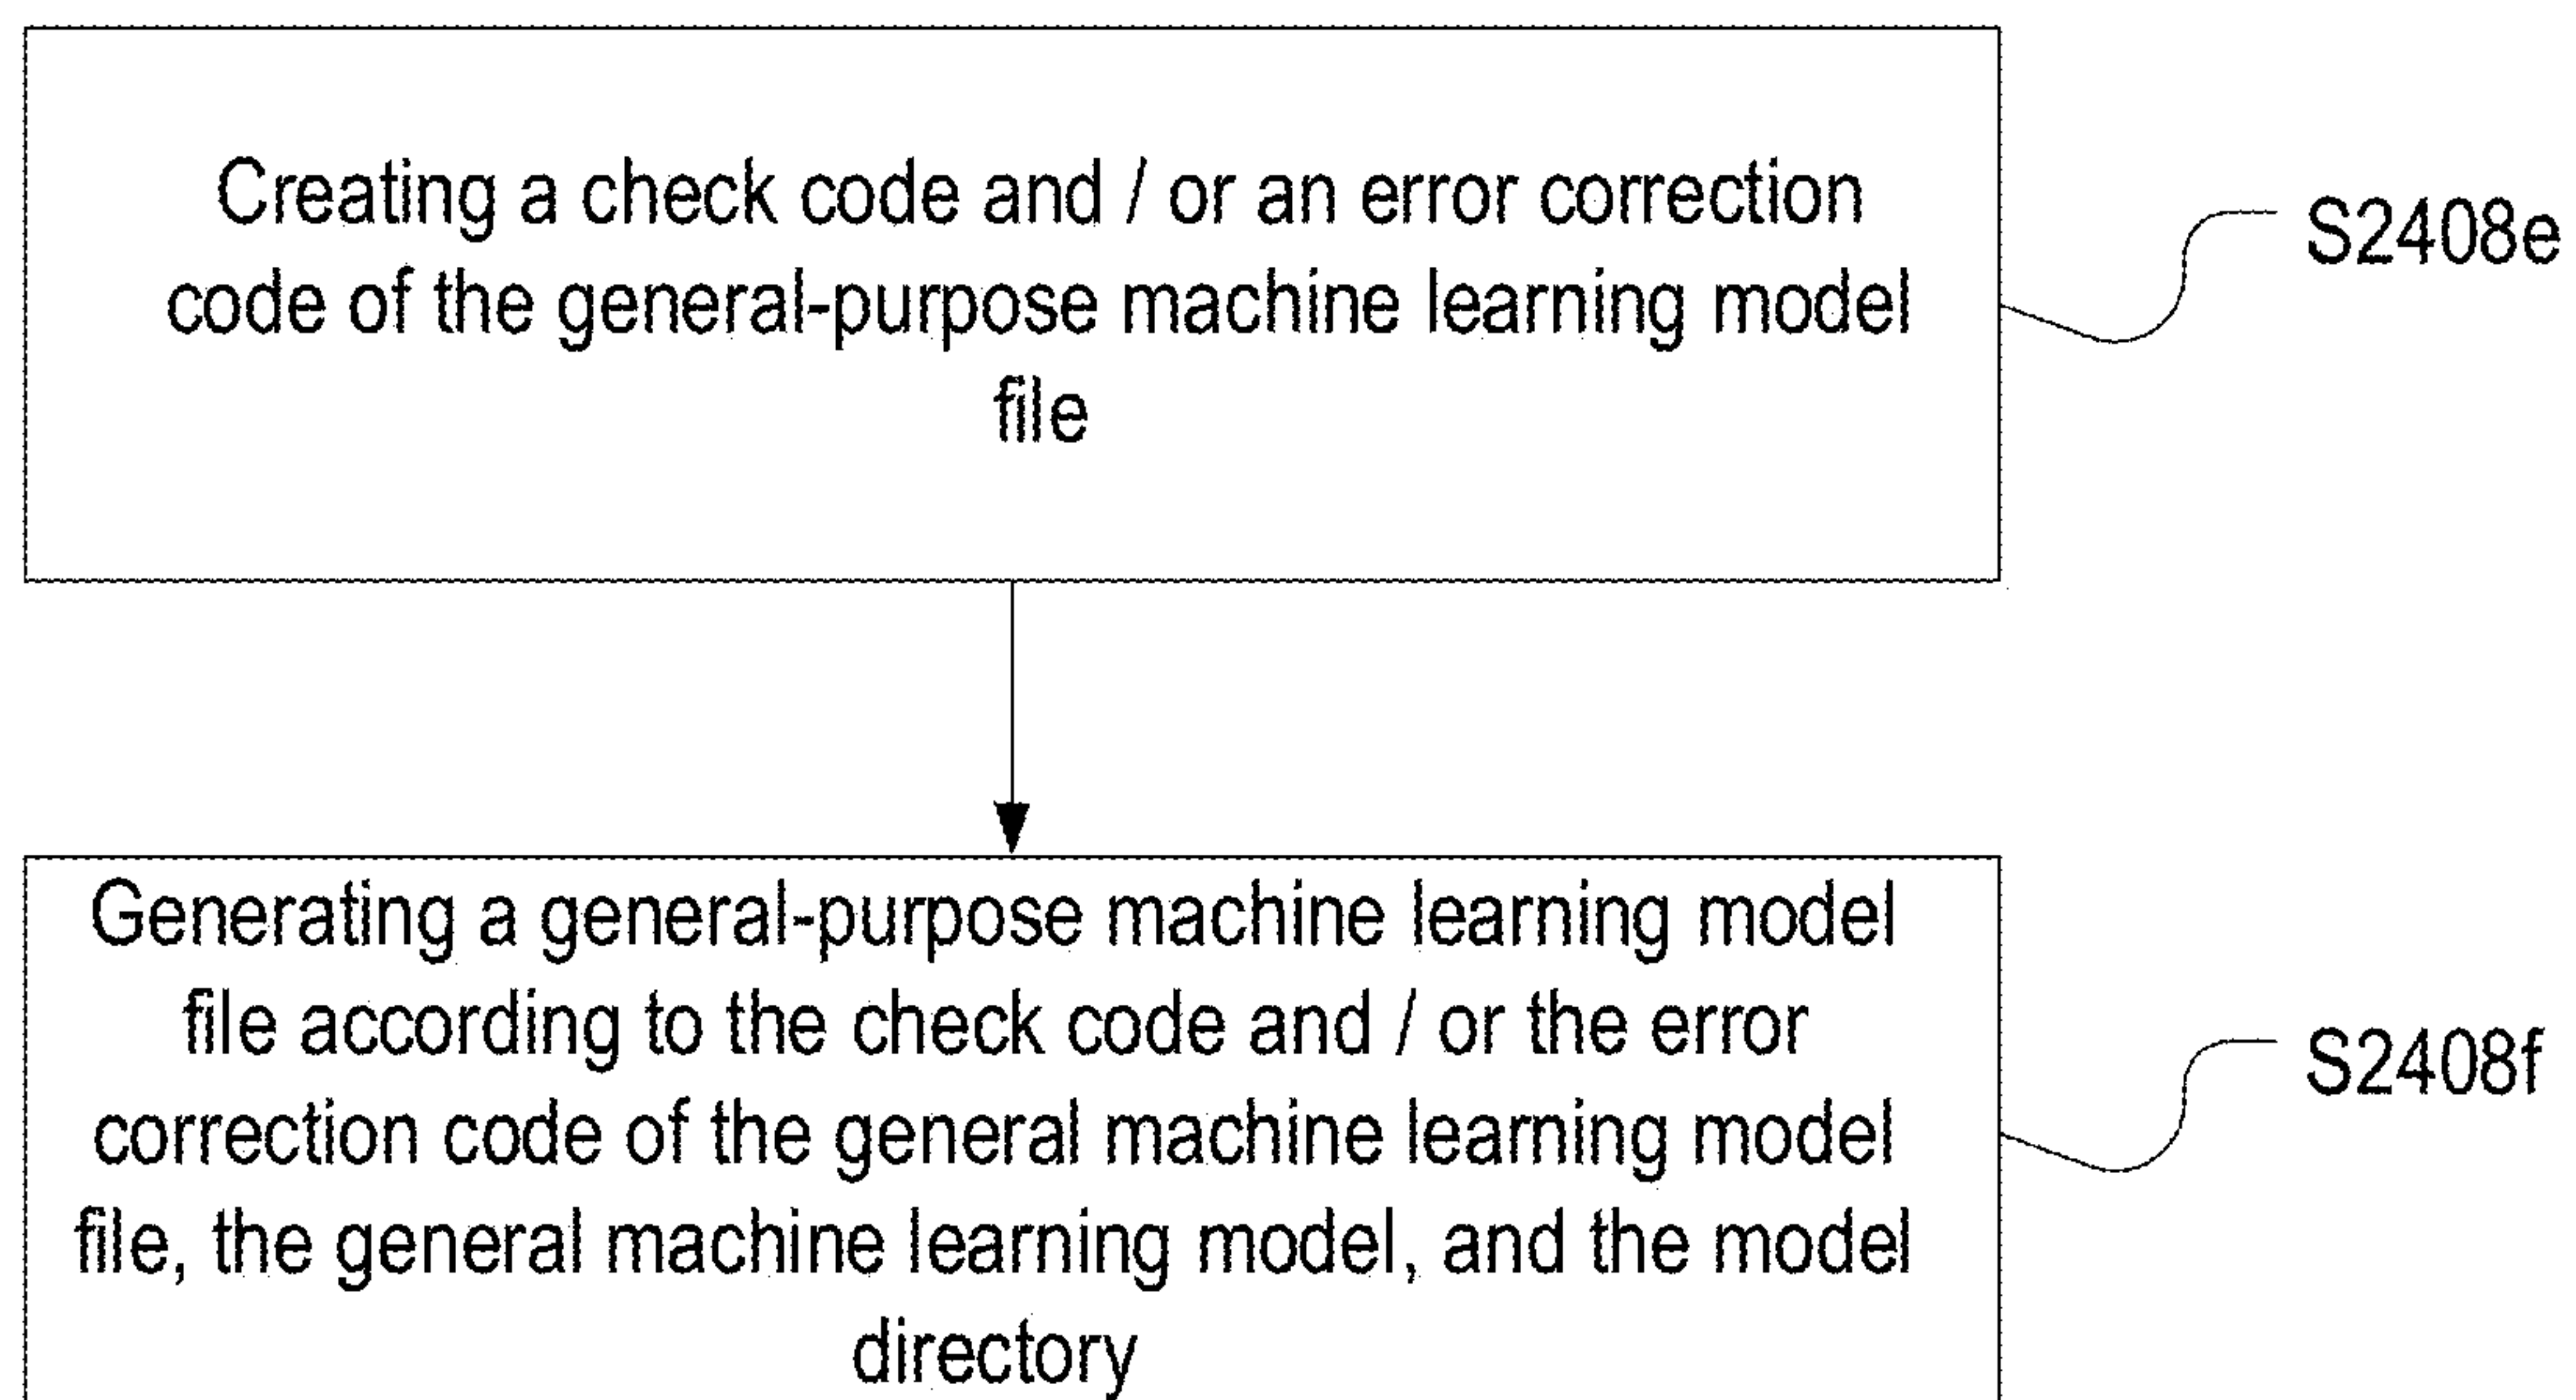 Creating a check code and / or an error correction
code of the general-purpose machine learning model
file
S2408e
Generating a general-purpose machine learning model
file according to the check code and / or the error
correction code of the general machine learning model
file, the general machine learning model, and the model
directory
S2408f